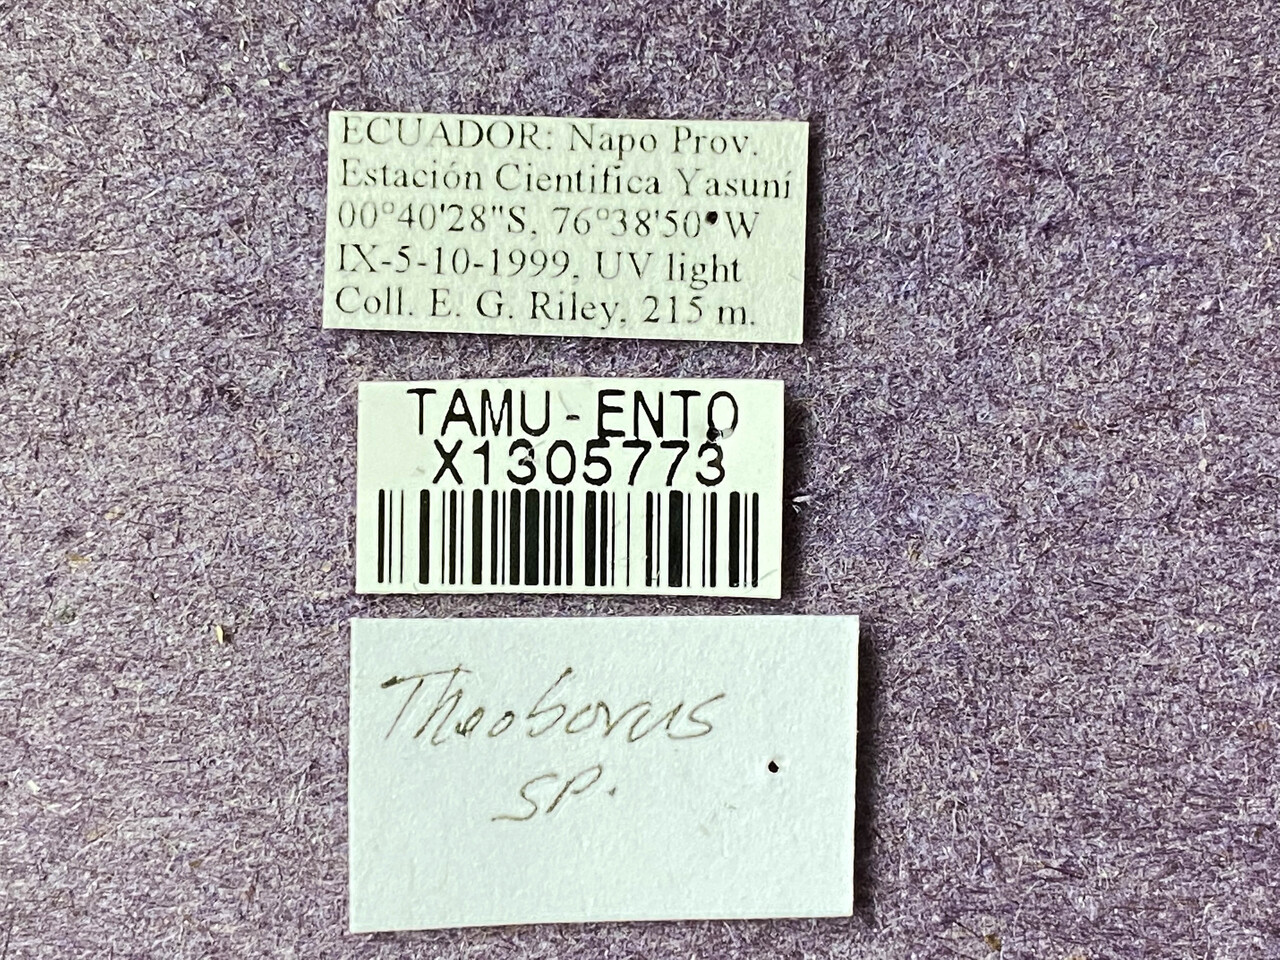 ECUADOR: Napo Prov.
Estación Cientifica Yasuní
00°40'28"S, 76°38'50"W
IX-5-10-1999, UV light
Coll. E. G. Riley, 215 m.
TAMU-ENTO
X1305773
Theoborus
SP.